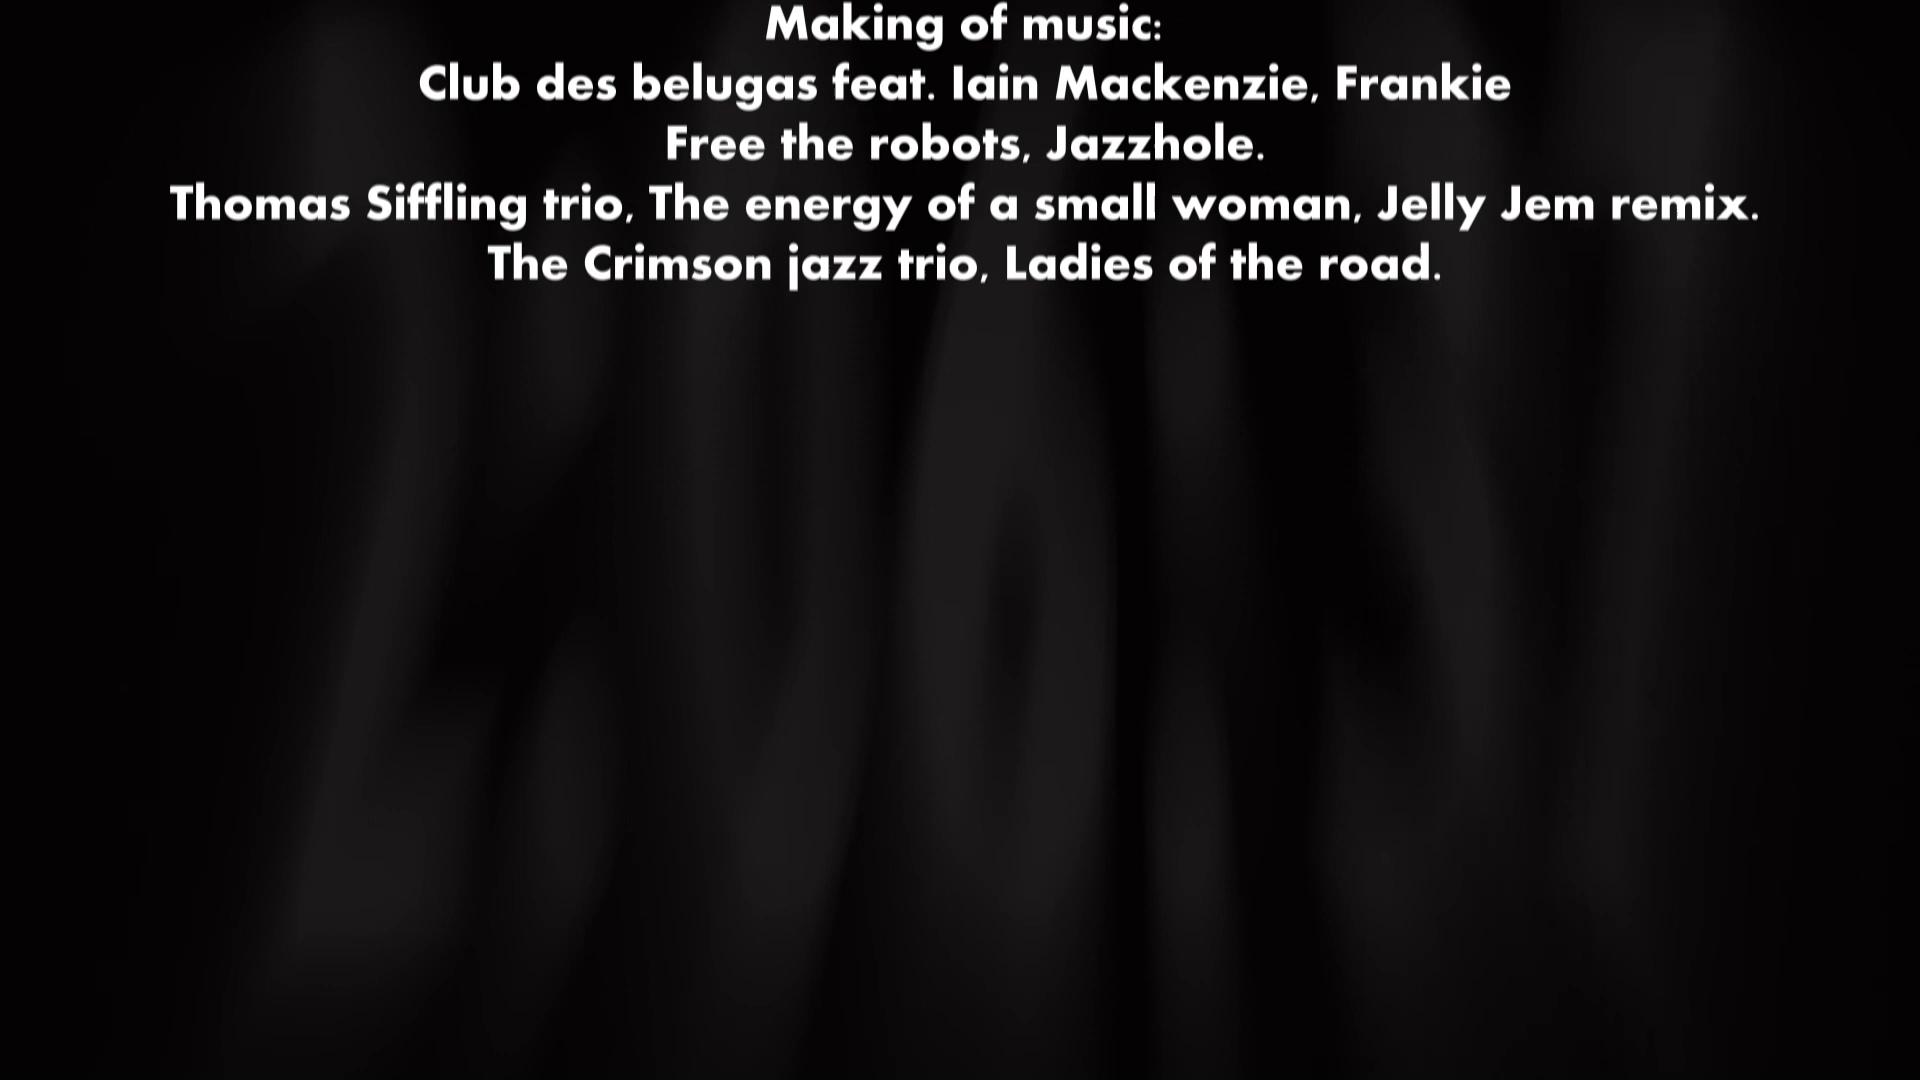 Making of music:
Club des belugas feat. Iain Mackenzie, Frankie
Free the robots, Jazzhole.
Thomas Siffling trio, The energy of a small woman, Jelly Jem remix.
The Crimson jazz trio, Ladies of the road.